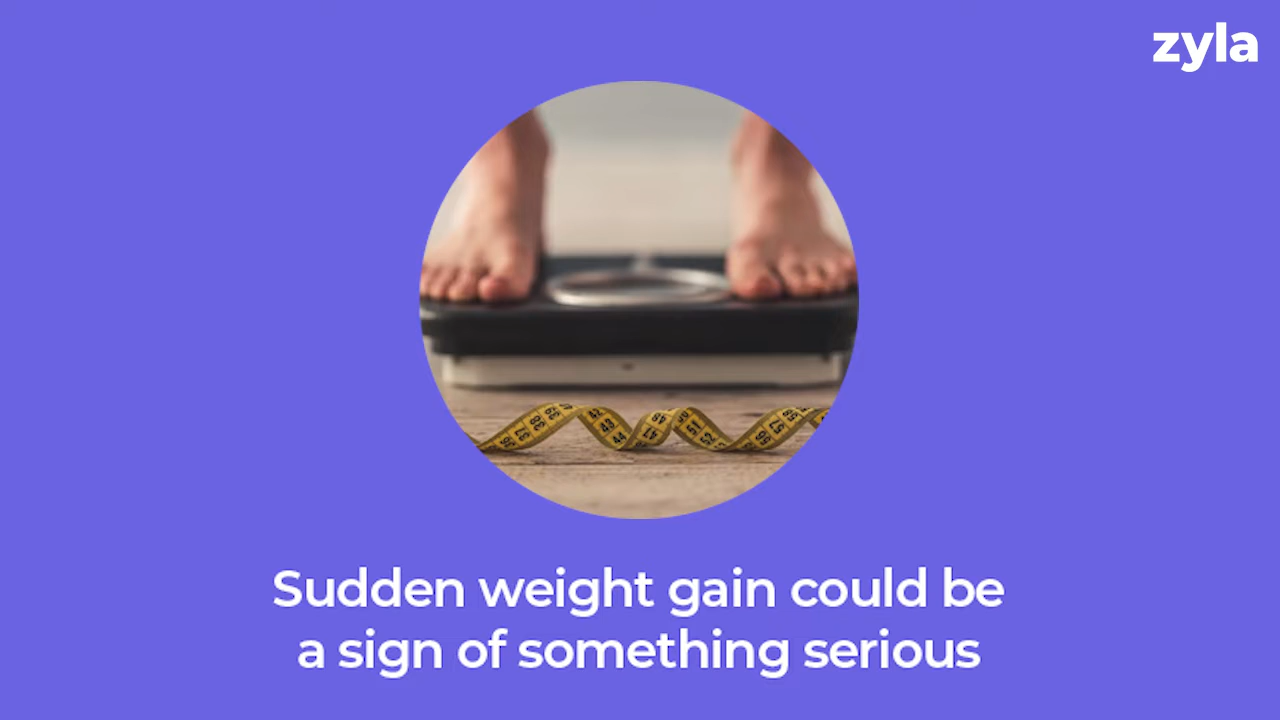 zyla
Sudden weight gain could be
a sign of something serious